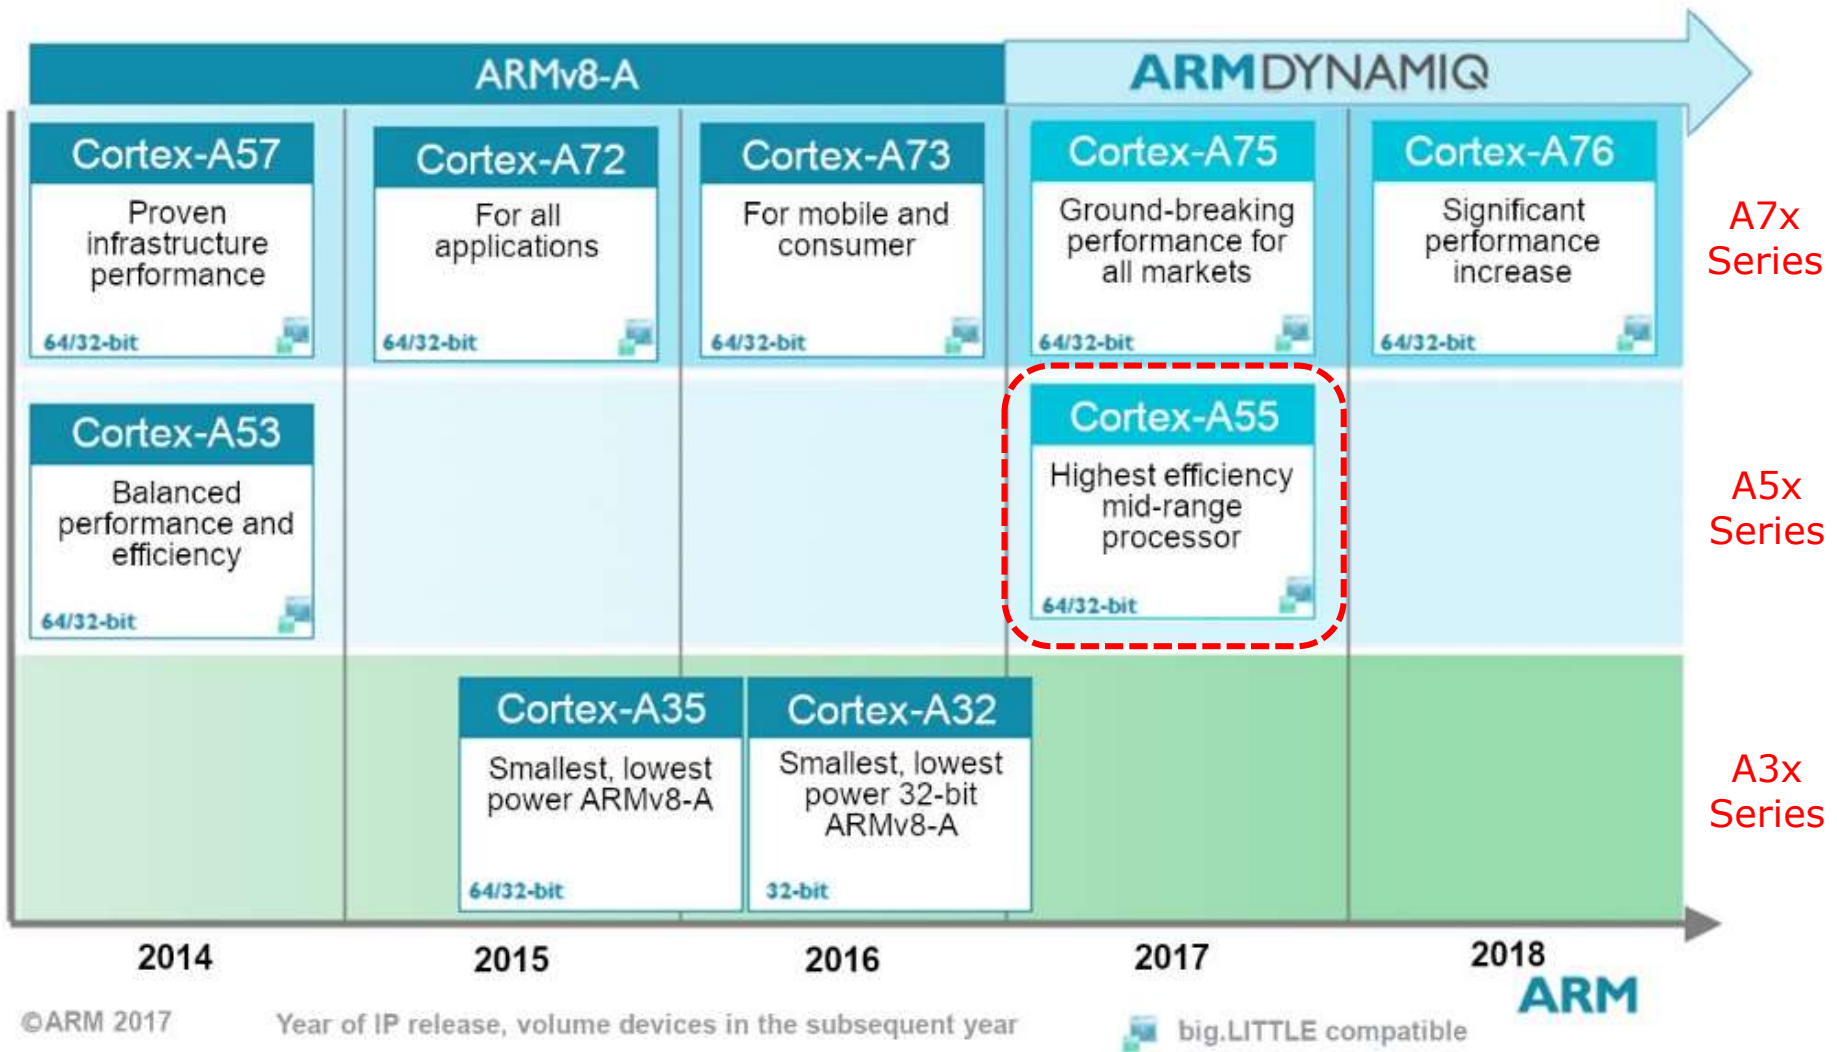 ARMv8-A
ARMDYNAMIQ
Cortex-A57
Proven
infrastructure
performance
64/32-bit
Cortex-A72
For all
applications
64/32-bit
Cortex-A73
For mobile and
consumer
64/32-bit
Cortex-A75
Ground-breaking
performance for
all markets
64/32-bit
Cortex-A76
Significant
performance
increase
64/32-bit
A7x
Series
Cortex-A53
Balanced
performance and
efficiency
64/32-bit
Cortex-A55
Highest efficiency
mid-range
processor
64/32-bit
A5x
Series
Cortex-A35
Smallest, lowest
power ARMv8-A
64/32-bit
Cortex-A32
Smallest, lowest
power 32-bit
ARMv8-A
32-bit
A3x
Series
2014
2015
2016
2017
2018
ARM
©ARM 2017
Year of IP release, volume devices in the subsequent year
big.LITTLE compatible